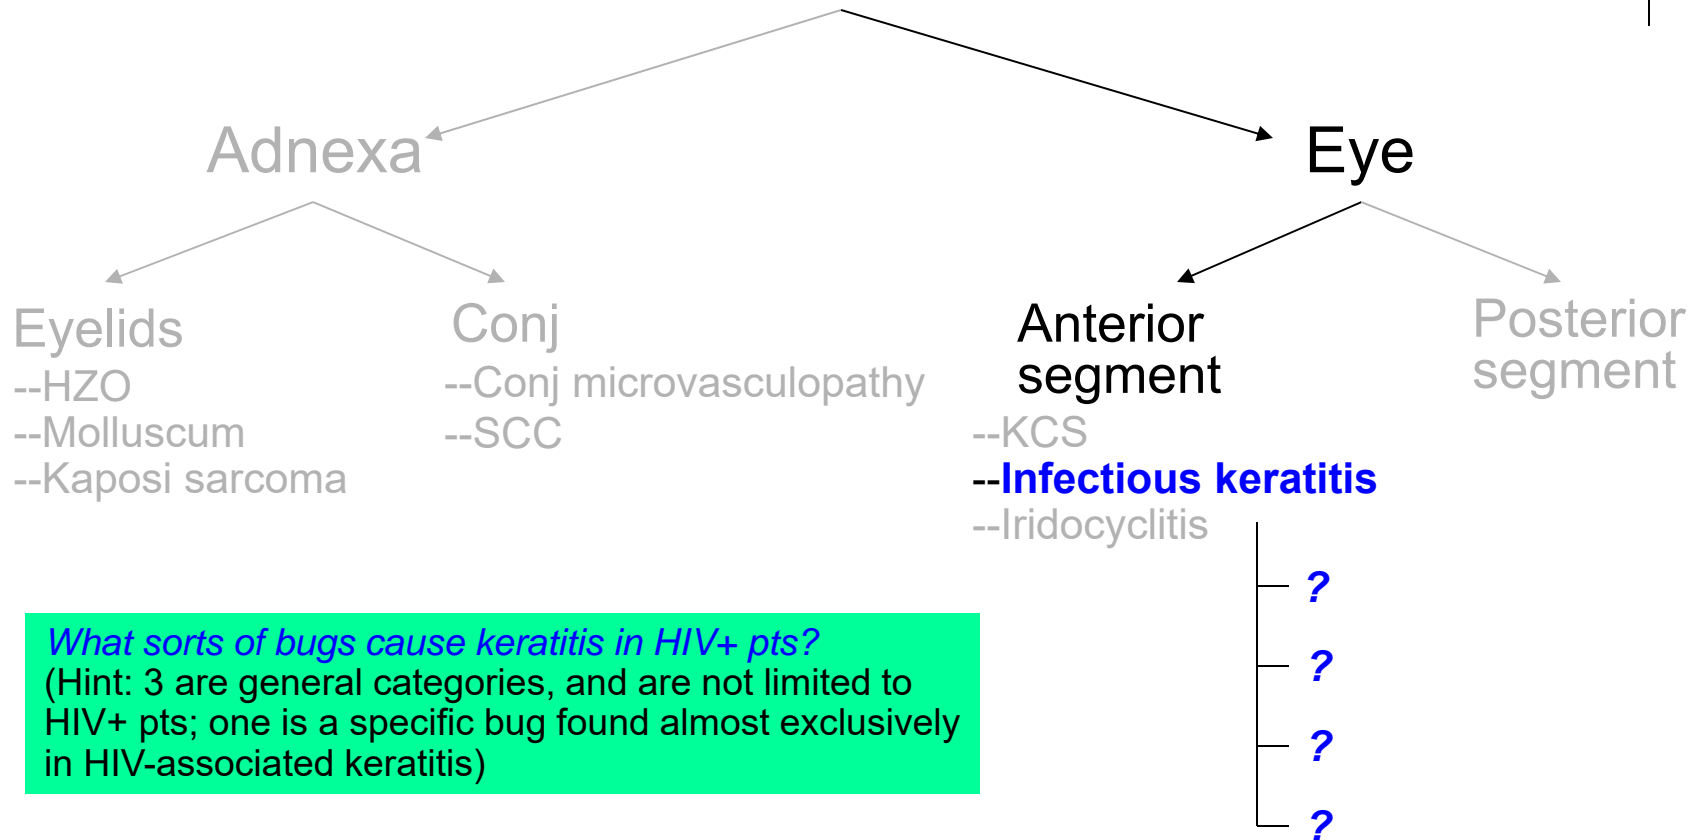 Adnexa
Eye
Eyelids
--HZO
--Molluscum
--Kaposi sarcoma
Conj
--Conj microvasculopathy
--SCC
Anterior
segment
--KCS
--Infectious keratitis
--Iridocyclitis
Posterior
segment
?
?
?
?
What sorts of bugs cause keratitis in HIV+ pts?
(Hint: 3 are general categories, and are not limited to
HIV+ pts; one is a specific bug found almost exclusively
in HIV-associated keratitis)